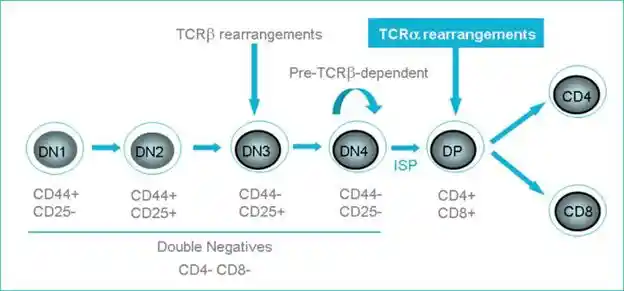 TCRβ rearrangements
TCRα rearrangements
Pre-TCRβ-dependent
DN1
DN2
DN3
DN4
ISP
DP
CD4
CD8
CD44+
CD25-
CD44+
CD25+
CD44-
CD25+
CD44-
CD25-
CD4+
CD8+
Double Negatives
CD4- CD8-